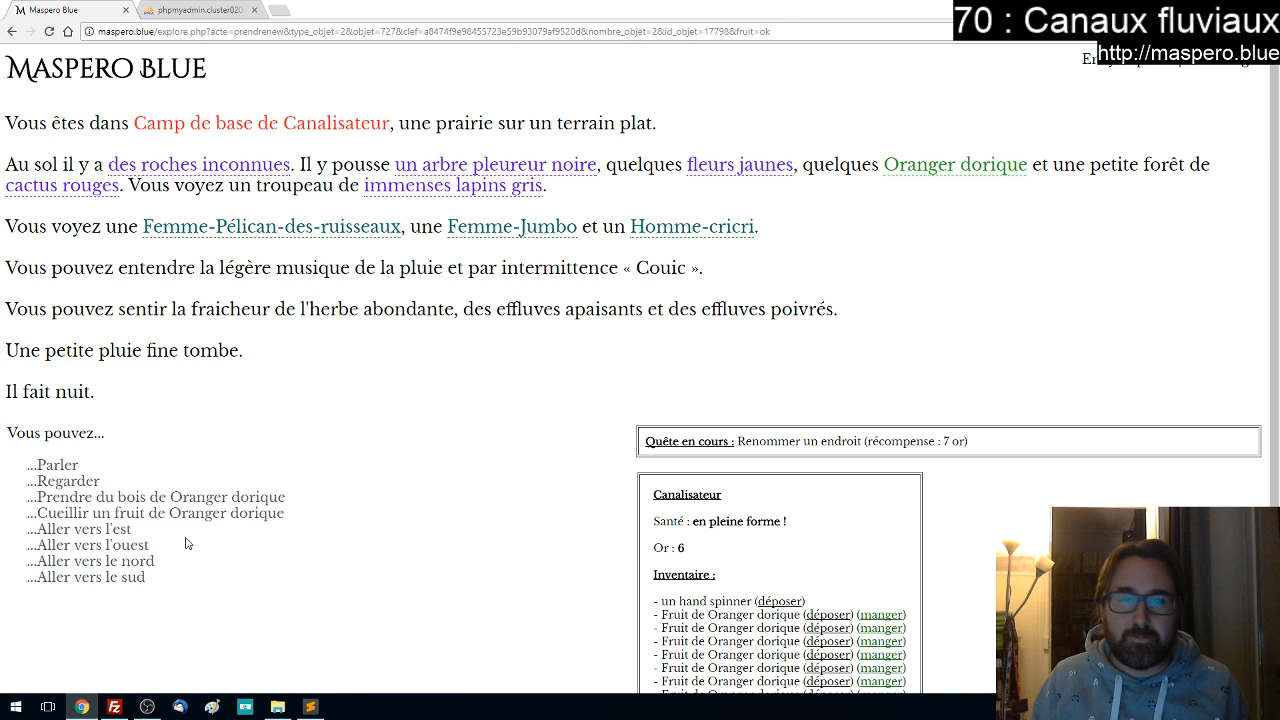 Maspero Blue
phpmyadmin.cluster020
maspero.blue/explore.php?acte=prendrenew&type_objet=2&objet=727&clef=a8474f9e98455723e59b93079af9520d&nombre_objet=2&id_objet=17798&fruit=ok
70 : Canaux fluviaux
http://maspero.blue
Maspero Blue
Vous êtes dans Camp de base de Canalisateur, une prairie sur un terrain plat.
Au sol il y a des roches inconnues. Il y pousse un arbre pleureur noire, quelques fleurs jaunes, quelques Oranger dorique et une petite forêt de
cactus rouges. Vous voyez un troupeau de immenses lapins gris.
Vous voyez une Femme-Pélican-des-ruisseaux, une Femme-Jumbo et un Homme-cricri.
Vous pouvez entendre la légère musique de la pluie et par intermittence « Couic ».
Vous pouvez sentir la fraicheur de l'herbe abondante, des effluves apaisants et des effluves poivrés.
Une petite pluie fine tombe.
Il fait nuit.
Vous pouvez...
...Parler
...Regarder
...Prendre du bois de Oranger dorique
...Cueillir un fruit de Oranger dorique
...Aller vers l'est
...Aller vers l'ouest
...Aller vers le nord
...Aller vers le sud
Quête en cours : Renommer un endroit (récompense : 7 or)
Canalisateur
Santé : en pleine forme !
Or : 6
Inventaire :
- un hand spinner (déposer)
- Fruit de Oranger dorique (déposer) (manger)
- Fruit de Oranger dorique (déposer) (manger)
- Fruit de Oranger dorique (déposer) (manger)
- Fruit de Oranger dorique (déposer) (manger)
- Fruit de Oranger dorique (déposer) (manger)
- Fruit de Oranger dorique (déposer) (manger)